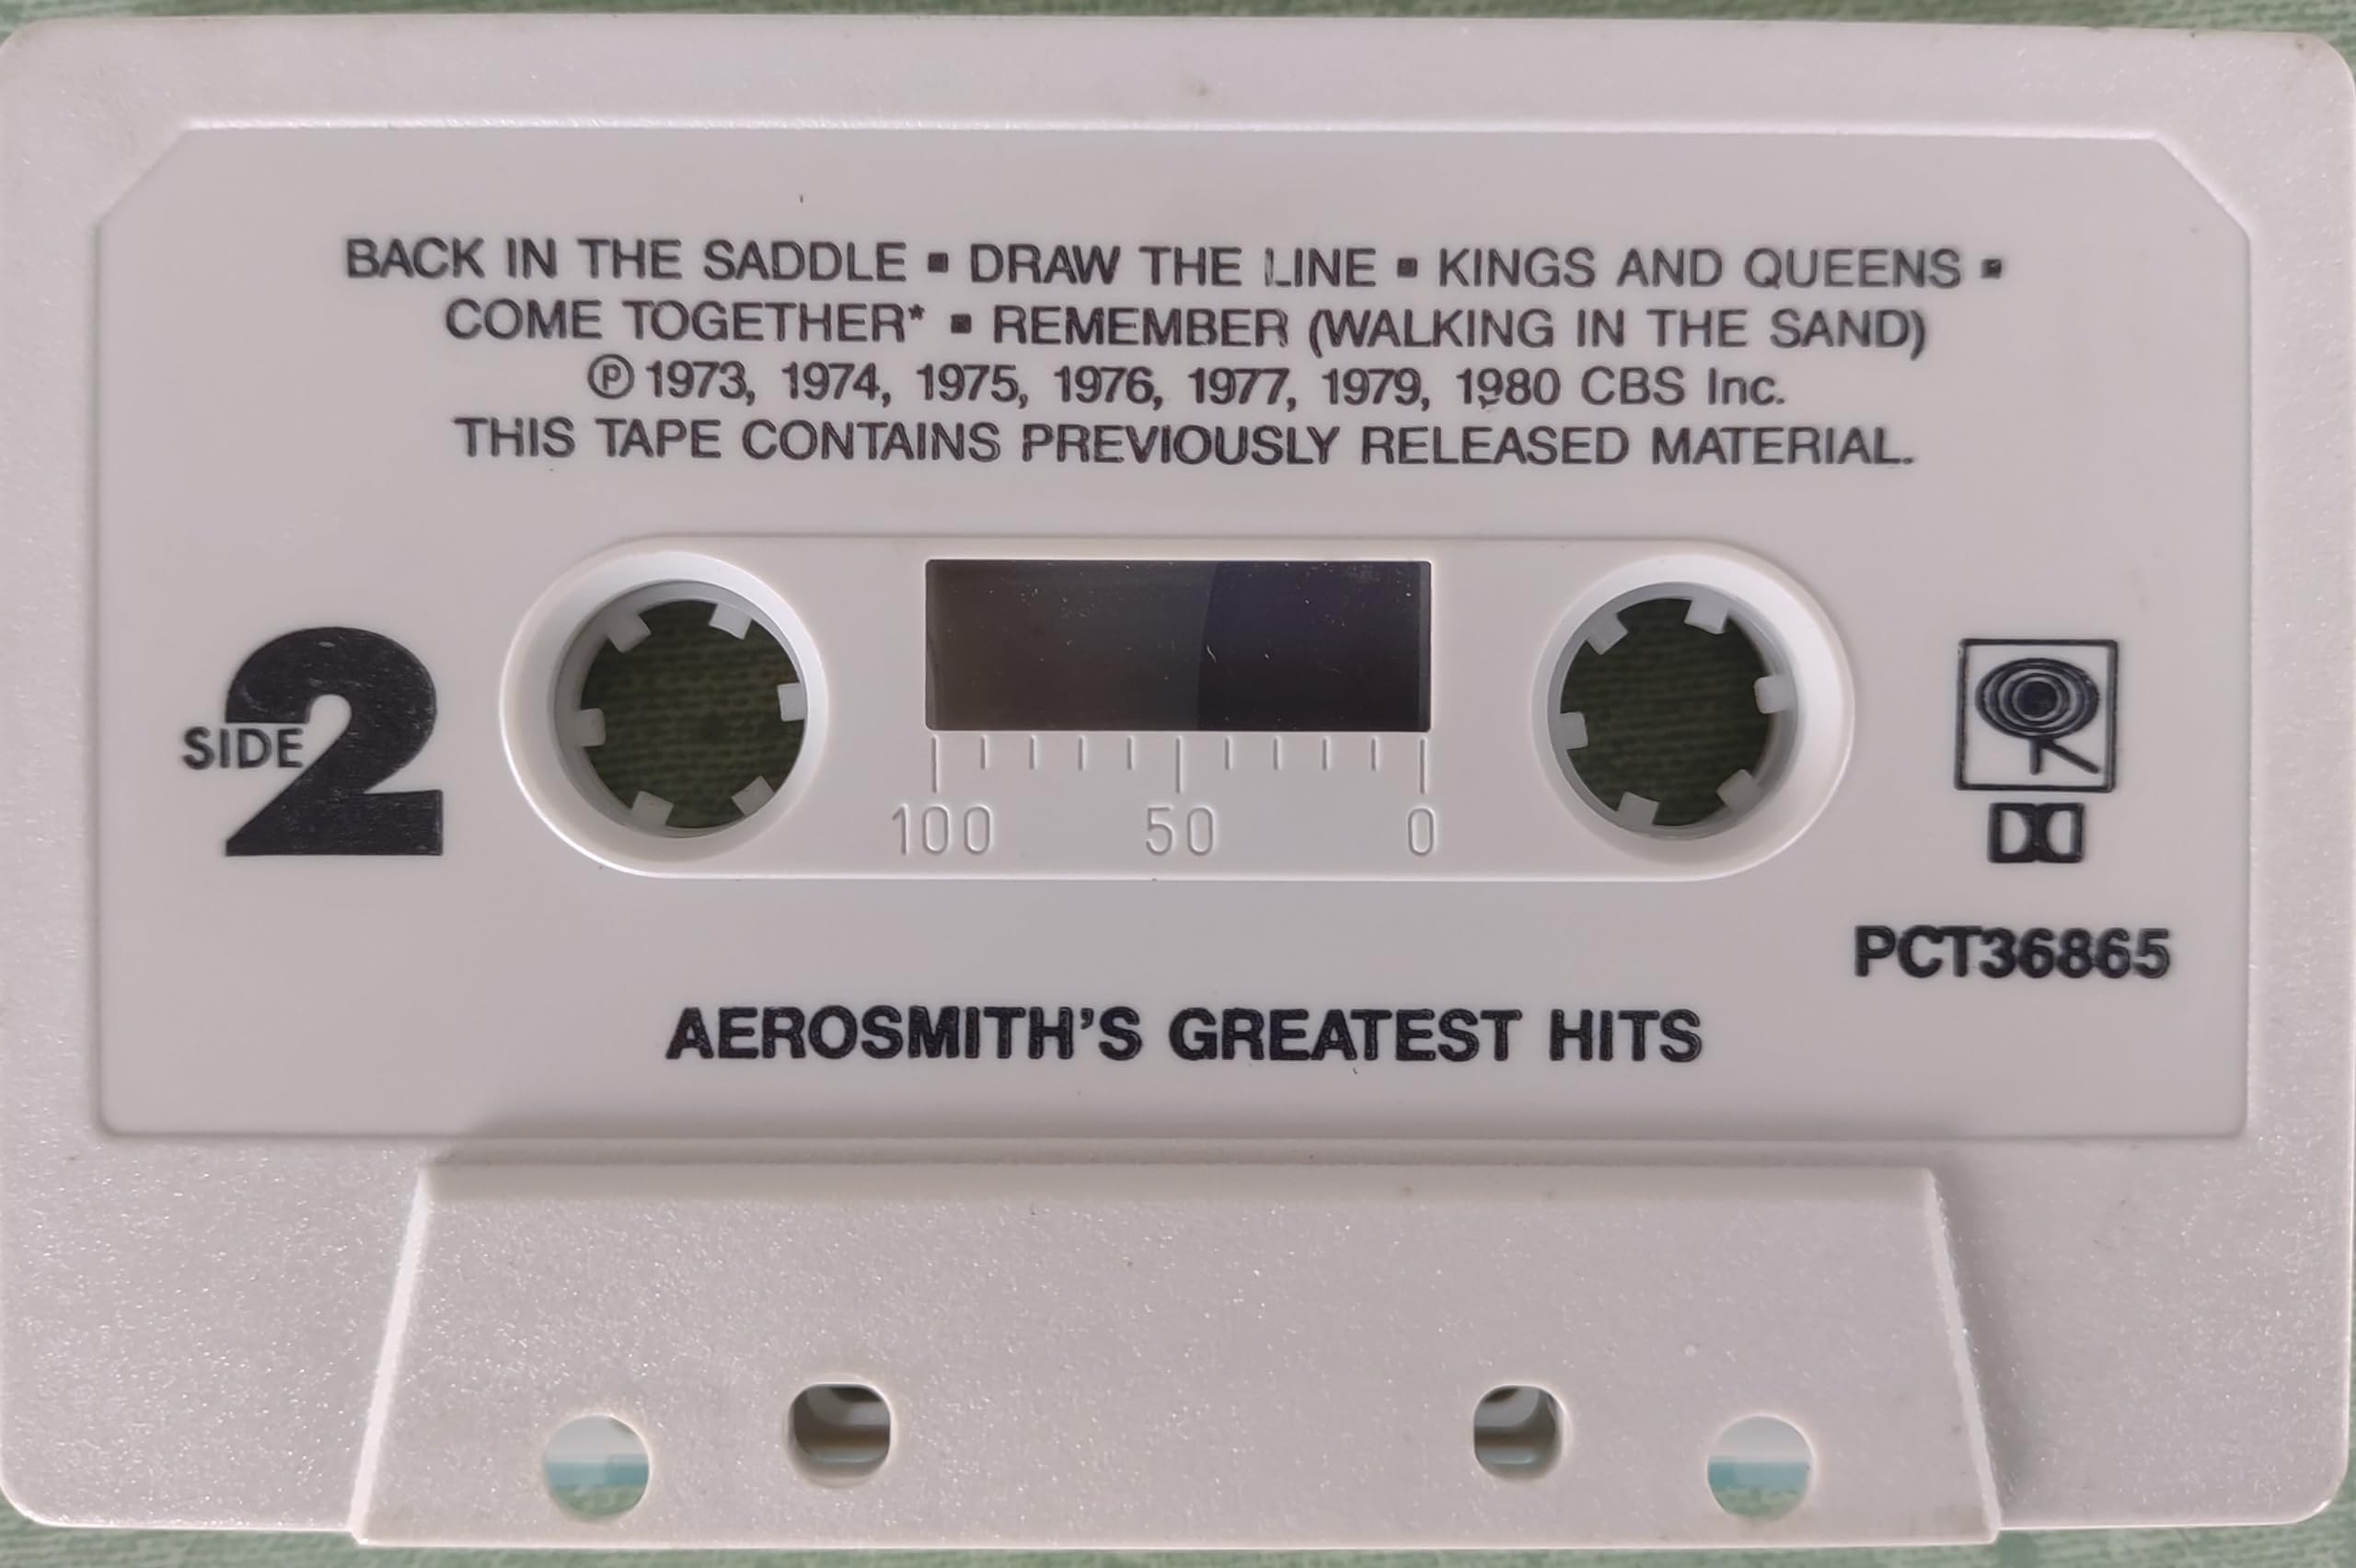 BACK IN THE SADDLE ▪ DRAW THE LINE ▪ KINGS AND QUEENS ▪
COME TOGETHER* ▪ REMEMBER (WALKING IN THE SAND)
℗ 1973, 1974, 1975, 1976, 1977, 1979, 1980 CBS Inc.
THIS TAPE CONTAINS PREVIOUSLY RELEASED MATERIAL.
SIDE 2
100 50 0
PCT36865
AEROSMITH'S GREATEST HITS